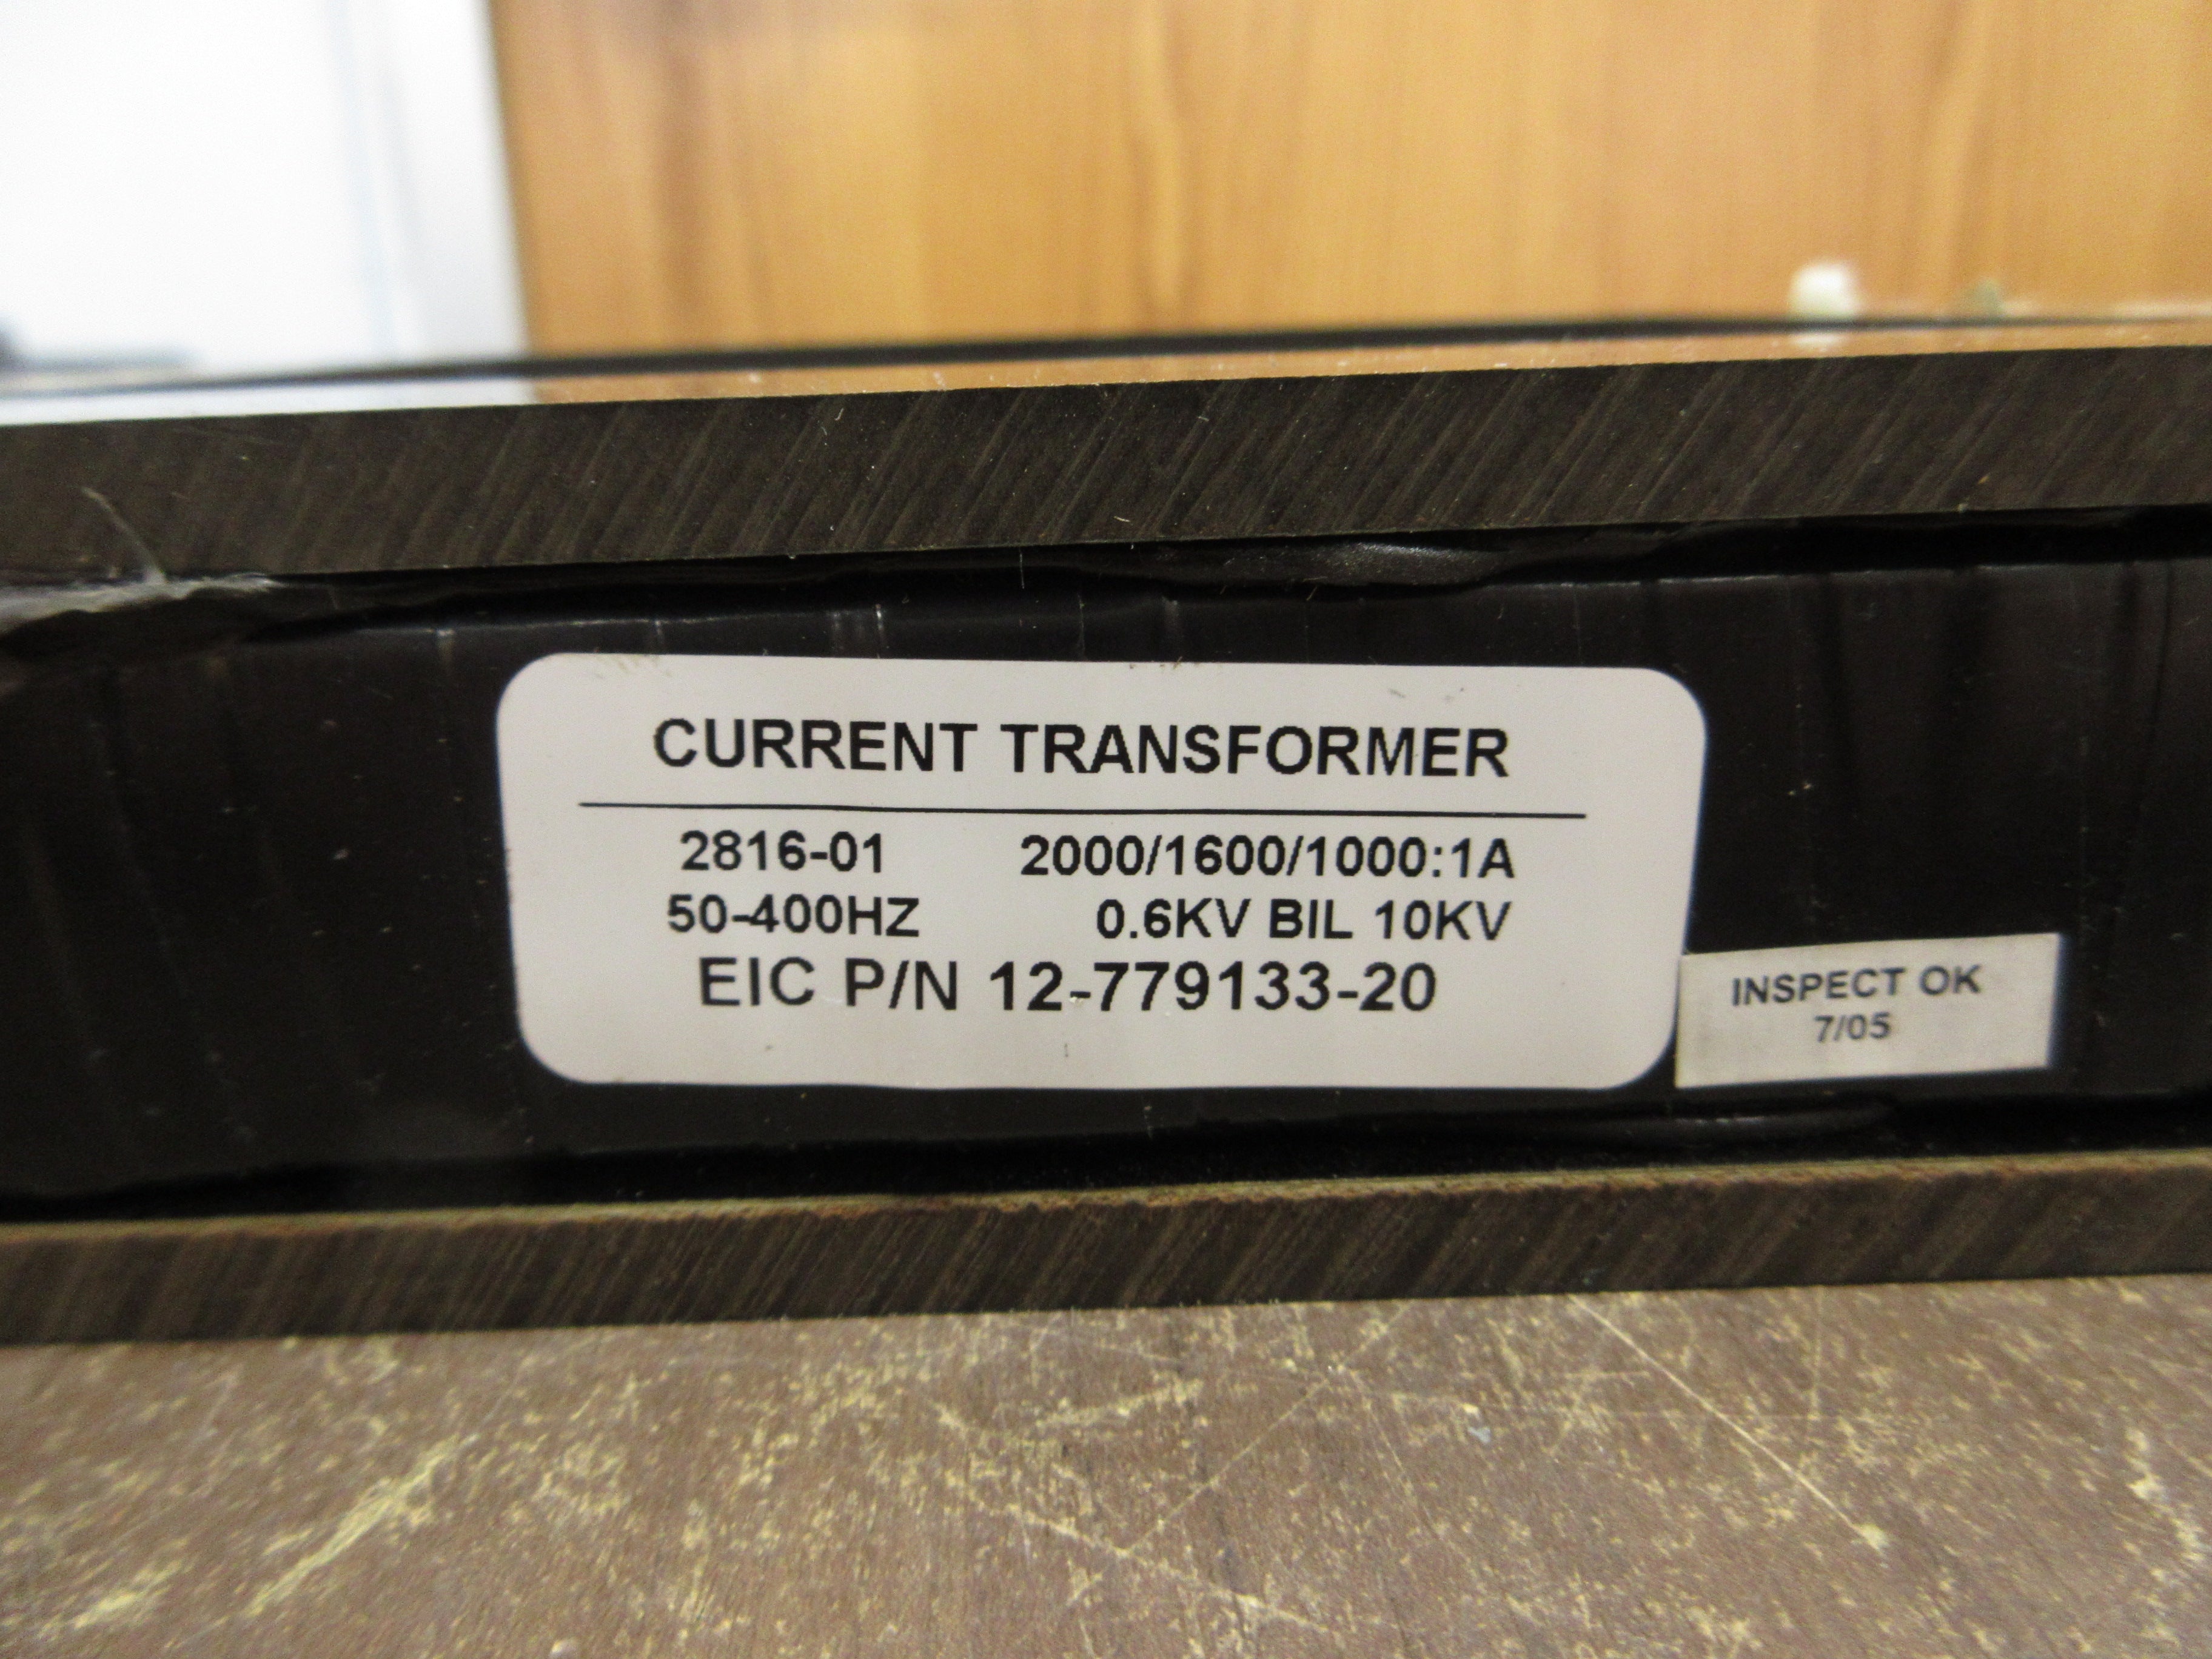 CURRENT TRANSFORMER
2816-01 2000/1600/1000:1A
50-400HZ 0.6KV BIL 10KV
EIC P/N 12-779133-20
INSPECT OK
7/05